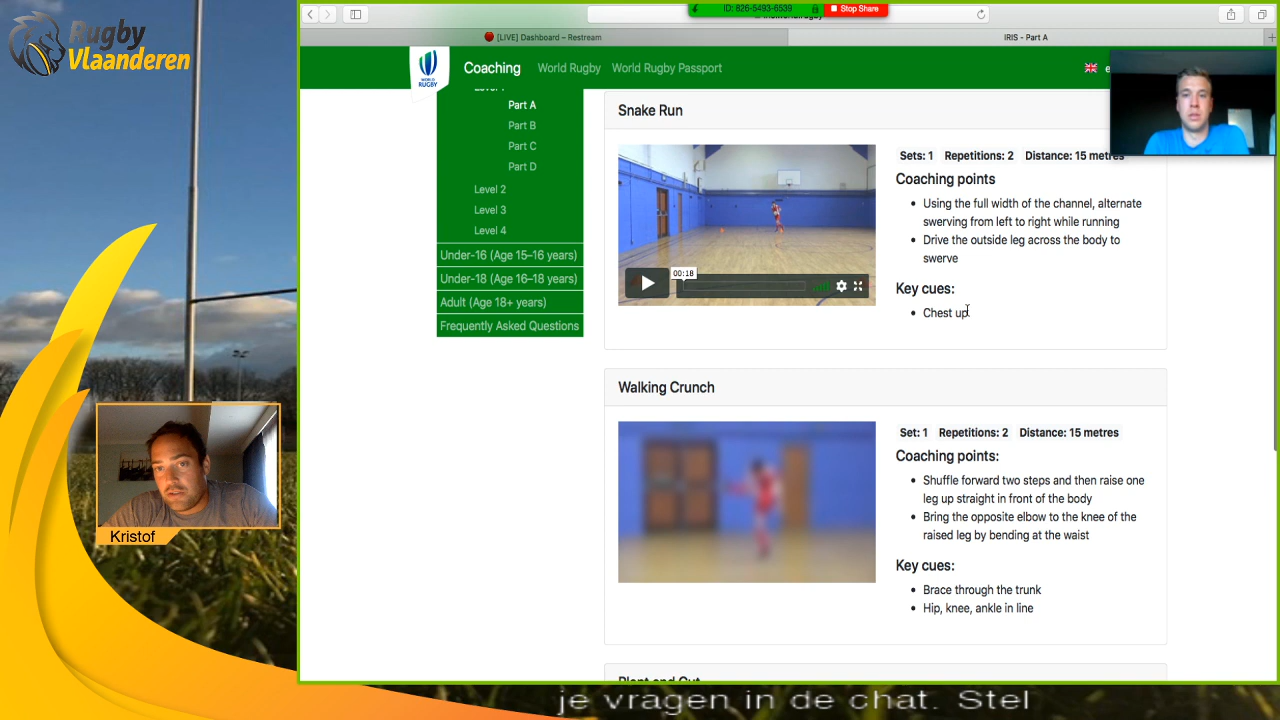 Rugby
Vlaanderen
ID: 826-5493-6539
Stop Share
[LIVE] Dashboard – Restream
IRIS - Part A
WORLD
RUGBY
Coaching
World Rugby
World Rugby Passport
Part A
Part B
Part C
Part D
Level 2
Level 3
Level 4
Under-16 (Age 15–16 years)
Under-18 (Age 16–18 years)
Adult (Age 18+ years)
Frequently Asked Questions
Snake Run
00:18
Sets: 1 Repetitions: 2 Distance: 15 metres
Coaching points
Using the full width of the channel, alternate
swerving from left to right while running
Drive the outside leg across the body to
swerve
Key cues:
Chest up
Walking Crunch
Set: 1 Repetitions: 2 Distance: 15 metres
Coaching points:
Shuffle forward two steps and then raise one
leg up straight in front of the body
Bring the opposite elbow to the knee of the
raised leg by bending at the waist
Key cues:
Brace through the trunk
Hip, knee, ankle in line
Kristof
je vragen in de chat. Stel